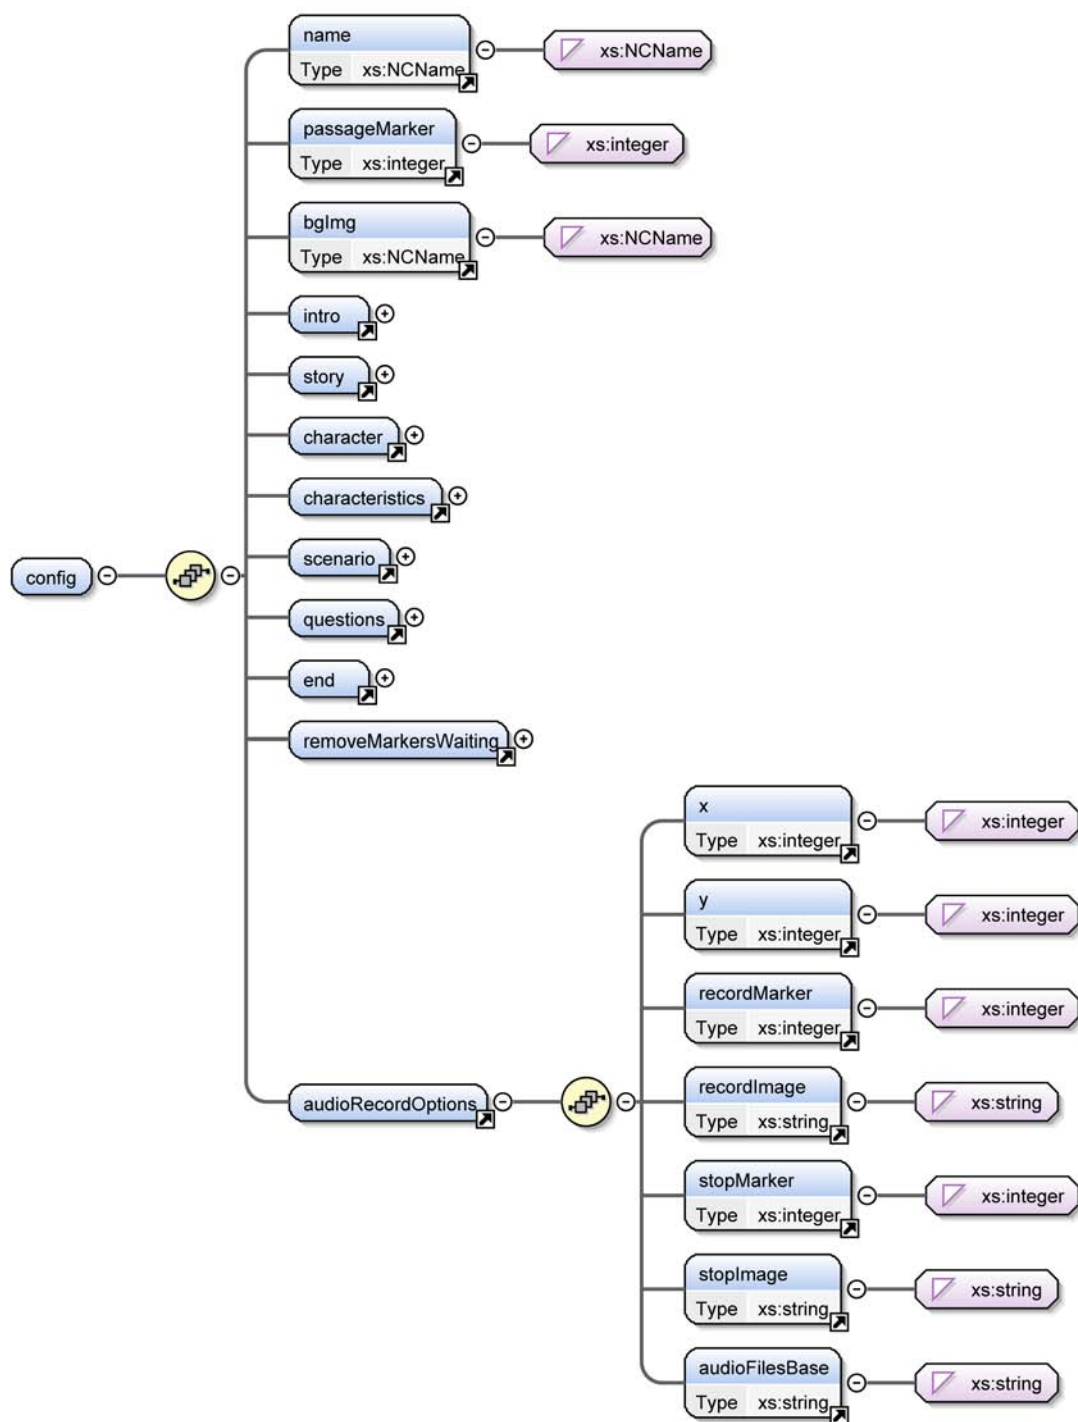 name
Type xs:NCName
xs:NCName
passageMarker
Type xs:integer
xs:integer
bgImg
Type xs:NCName
xs:NCName
intro
story
character
characteristics
config
scenario
questions
end
removeMarkersWaiting
audioRecordOptions
x
Type xs:integer
xs:integer
y
Type xs:integer
xs:integer
recordMarker
Type xs:integer
xs:integer
recordImage
Type xs:string
xs:string
stopMarker
Type xs:integer
xs:integer
stopImage
Type xs:string
xs:string
audioFilesBase
Type xs:string
xs:string